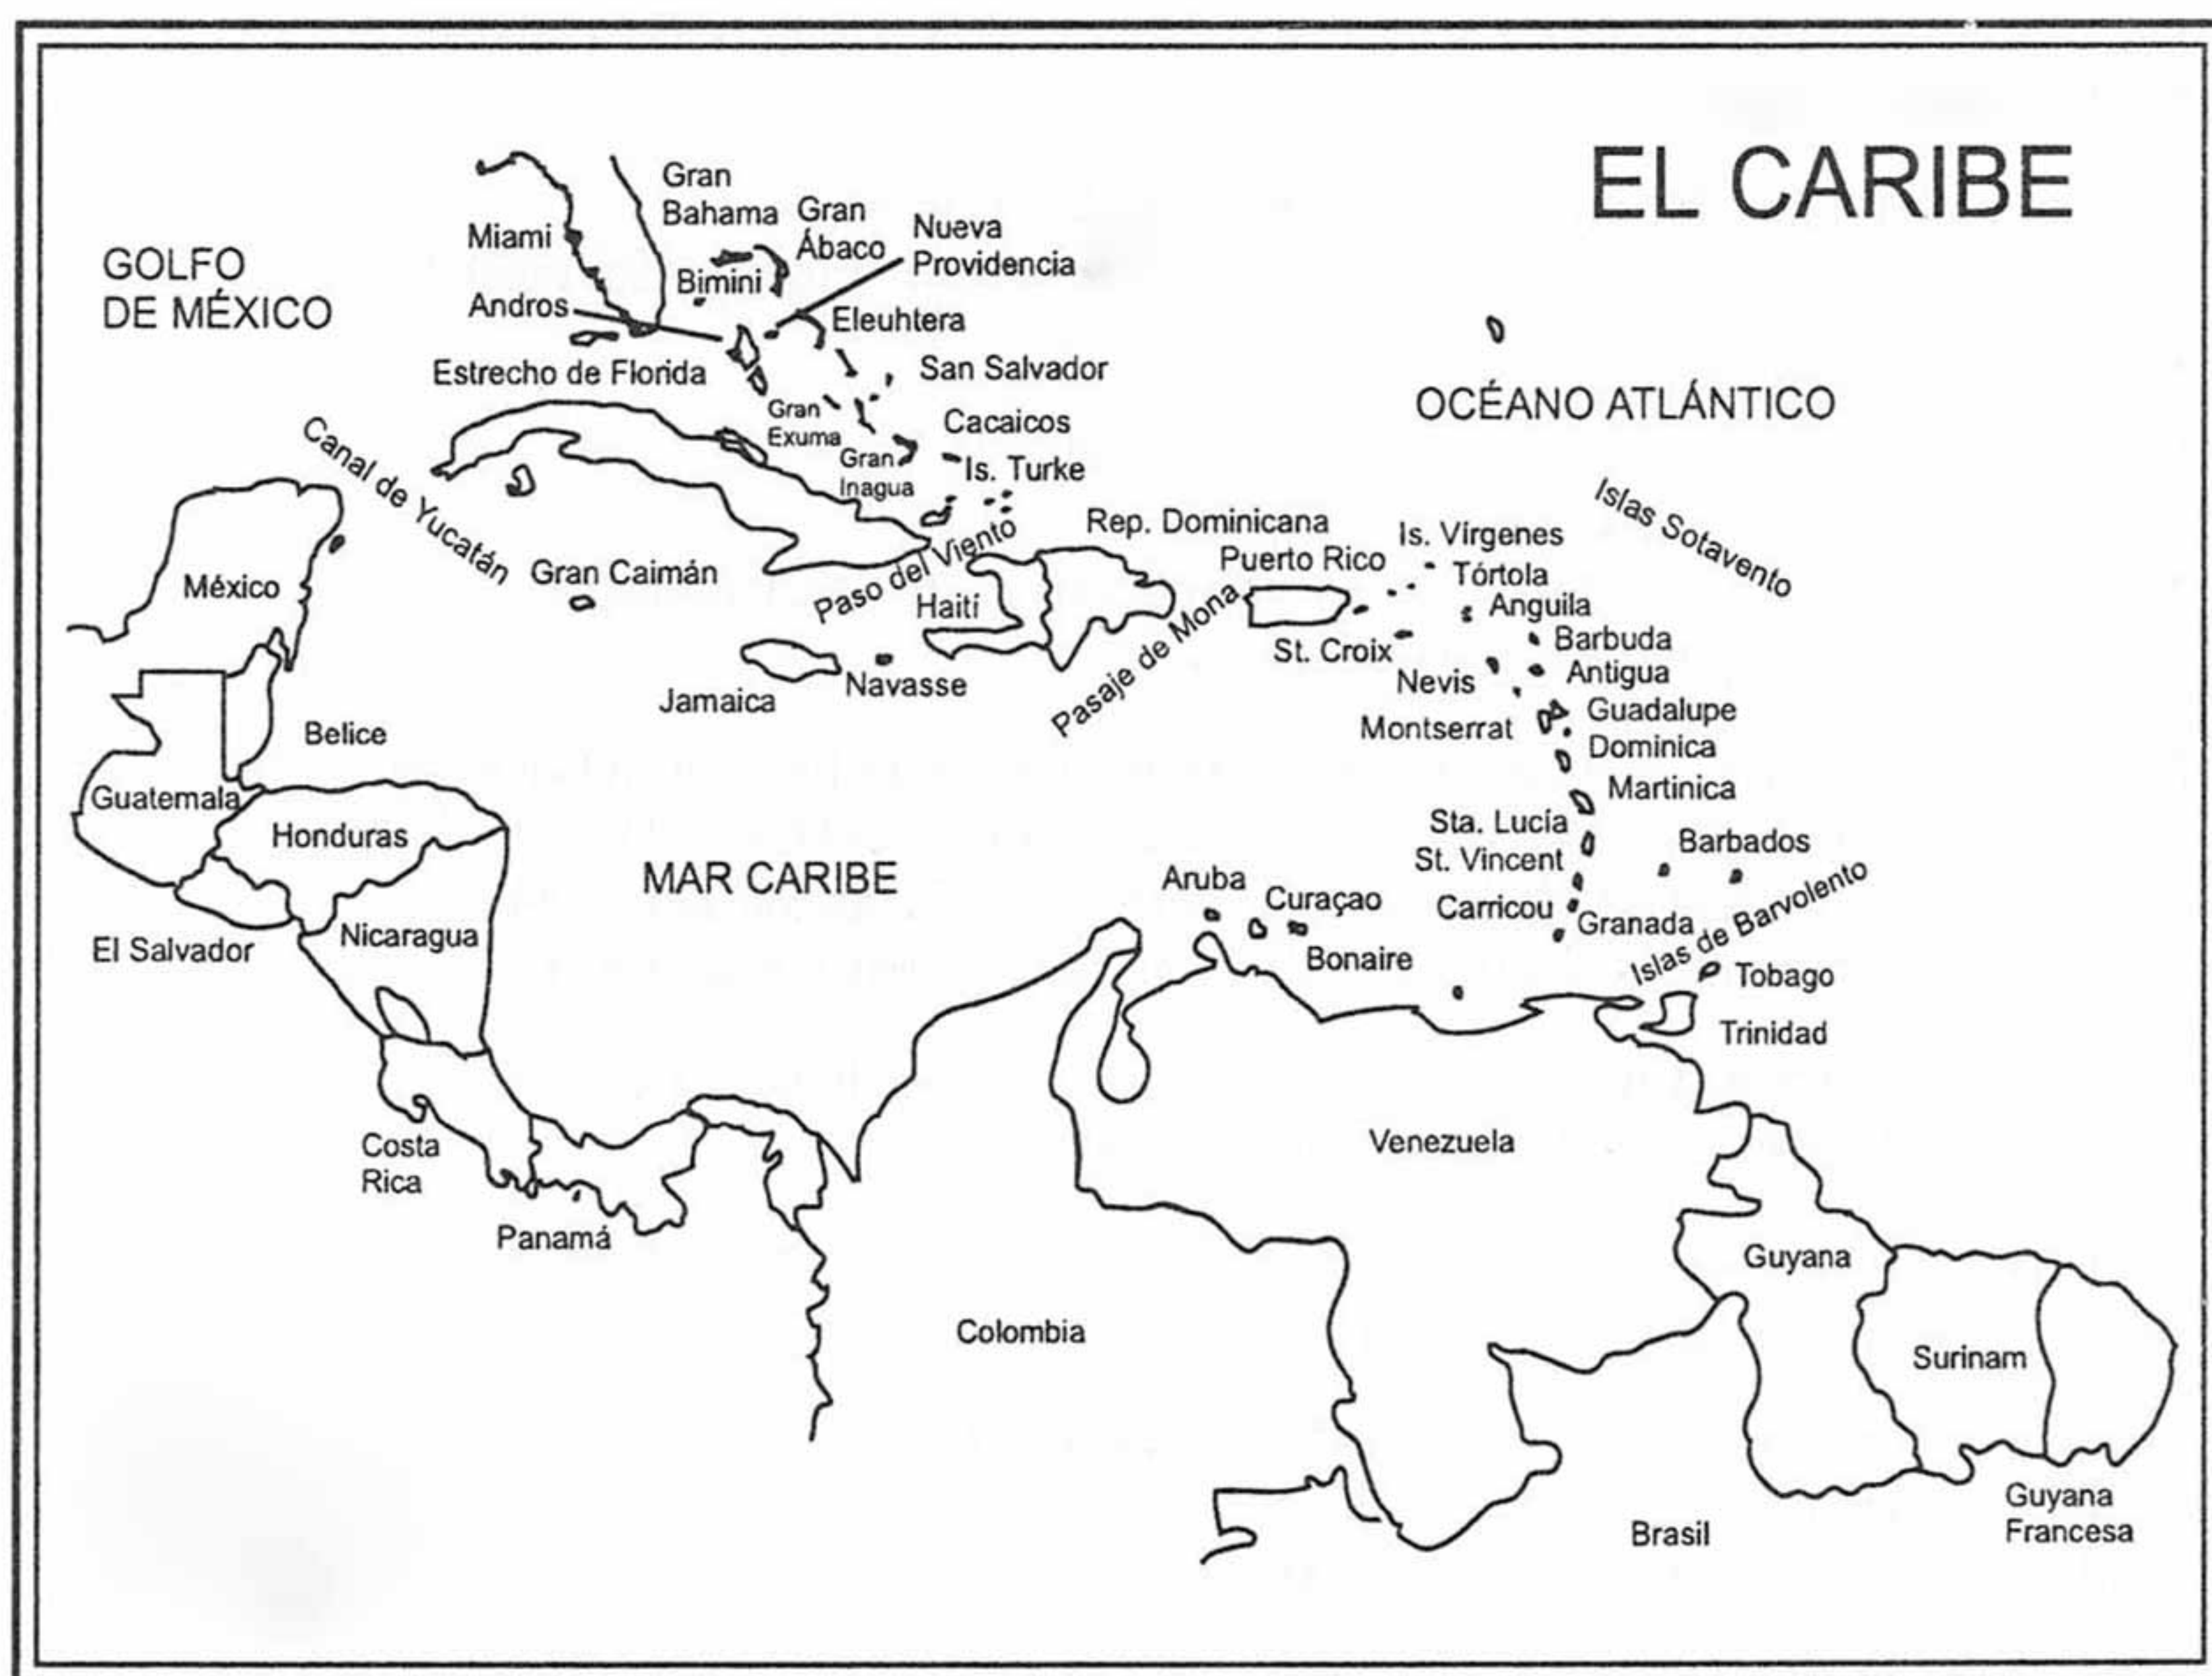 EL CARIBE
GOLFO
DE MÉXICO
Miami
Gran
Bahama
Gran
Ábaco
Nueva
Providencia
Bimini
Andros
Eleuhtera
Estrecho de Florida
San Salvador
Gran
Exuma
Cacaicos
Gran
Inagua
Is. Turke
OCÉANO ATLÁNTICO
Canal de Yucatán
Islas Sotavento
México
Gran Caimán
Paso del Viento
Haití
Rep. Dominicana
Puerto Rico
Is. Vírgenes
Tórtola
Anguila
Pasaje de Mona
St. Croix
Barbuda
Nevis
Antigua
Jamaica
Navasse
Montserrat
Guadalupe
Dominica
Belice
Martinica
Guatemala
Honduras
Sta. Lucía
St. Vincent
Barbados
MAR CARIBE
Aruba
Curaçao
Carricou
Granada
Islas de Barvolento
Bonaire
El Salvador
Nicaragua
Tobago
Trinidad
Costa
Rica
Panamá
Venezuela
Guyana
Colombia
Surinam
Guyana
Francesa
Brasil